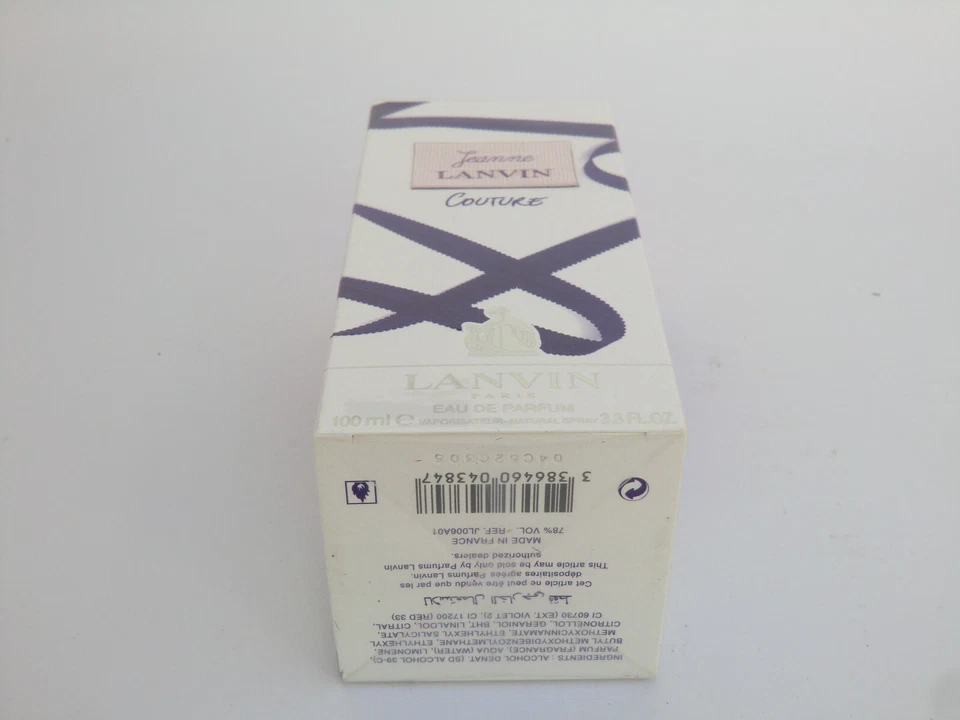 Jeanne
LANVIN
COUTURE
LANVIN
PARIS
EAU DE PARFUM
100 ml e VAPORISATEUR-NATURAL SPRAY 3.3 FL.OZ.
INGREDIENTS : ALCOHOL DENAT. (SD ALCOHOL 39-C),
PARFUM (FRAGRANCE), AQUA (WATER), LIMONENE,
BUTYL METHOXYDIBENZOYLMETHANE, ETHYLHEXYL
METHOXYCINNAMATE, ETHYLHEXYL SALICYLATE,
CITRONELLOL, GERANIOL, BHT, LINALOOL, CITRAL,
CI 60730 (EXT. VIOLET 2), CI 17200 (RED 33)
للاستعمال الخارجي فقط
Cet article ne peut être vendu que par les
dépositaires agréés Parfums Lanvin.
This article may be sold only by Parfums Lanvin
authorized dealers.
MADE IN FRANCE
78% VOL. - REF. JL006A01
3 386460 043847